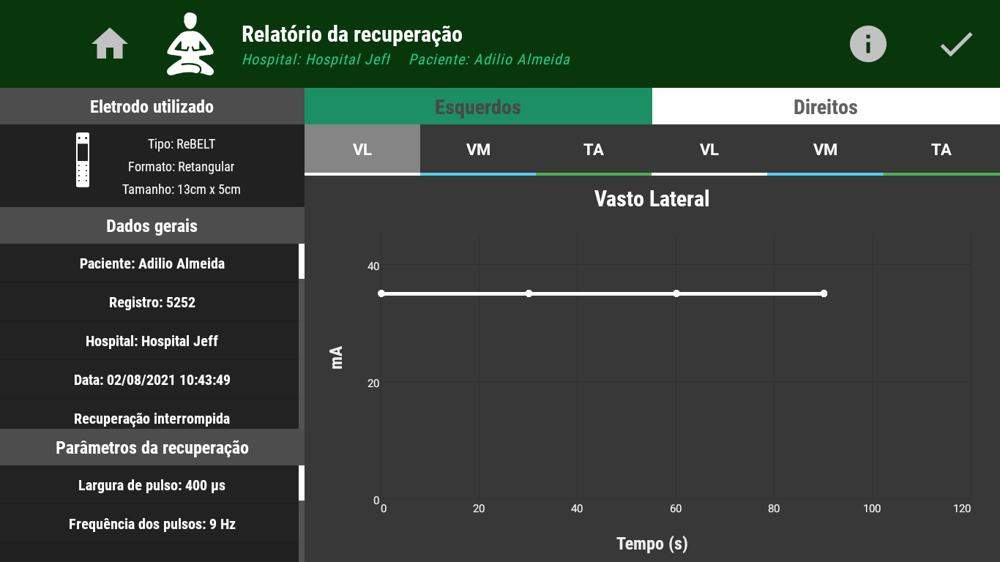 Relatório da recuperação
Hospital: Hospital Jeff Paciente: Adilio Almeida
Eletrodo utilizado
Tipo: ReBELT
Formato: Retangular
Tamanho: 13cm x 5cm
Dados gerais
Paciente: Adilio Almeida
Registro: 5252
Hospital: Hospital Jeff
Data: 02/08/2021 10:43:49
Recuperação interrompida
Parâmetros da recuperação
Largura de pulso: 400 µs
Frequência dos pulsos: 9 Hz
Esquerdos Direitos
VL VM TA VL VM TA
Vasto Lateral
40
20
0
mA
0 20 40 60 80 100 120
Tempo (s)